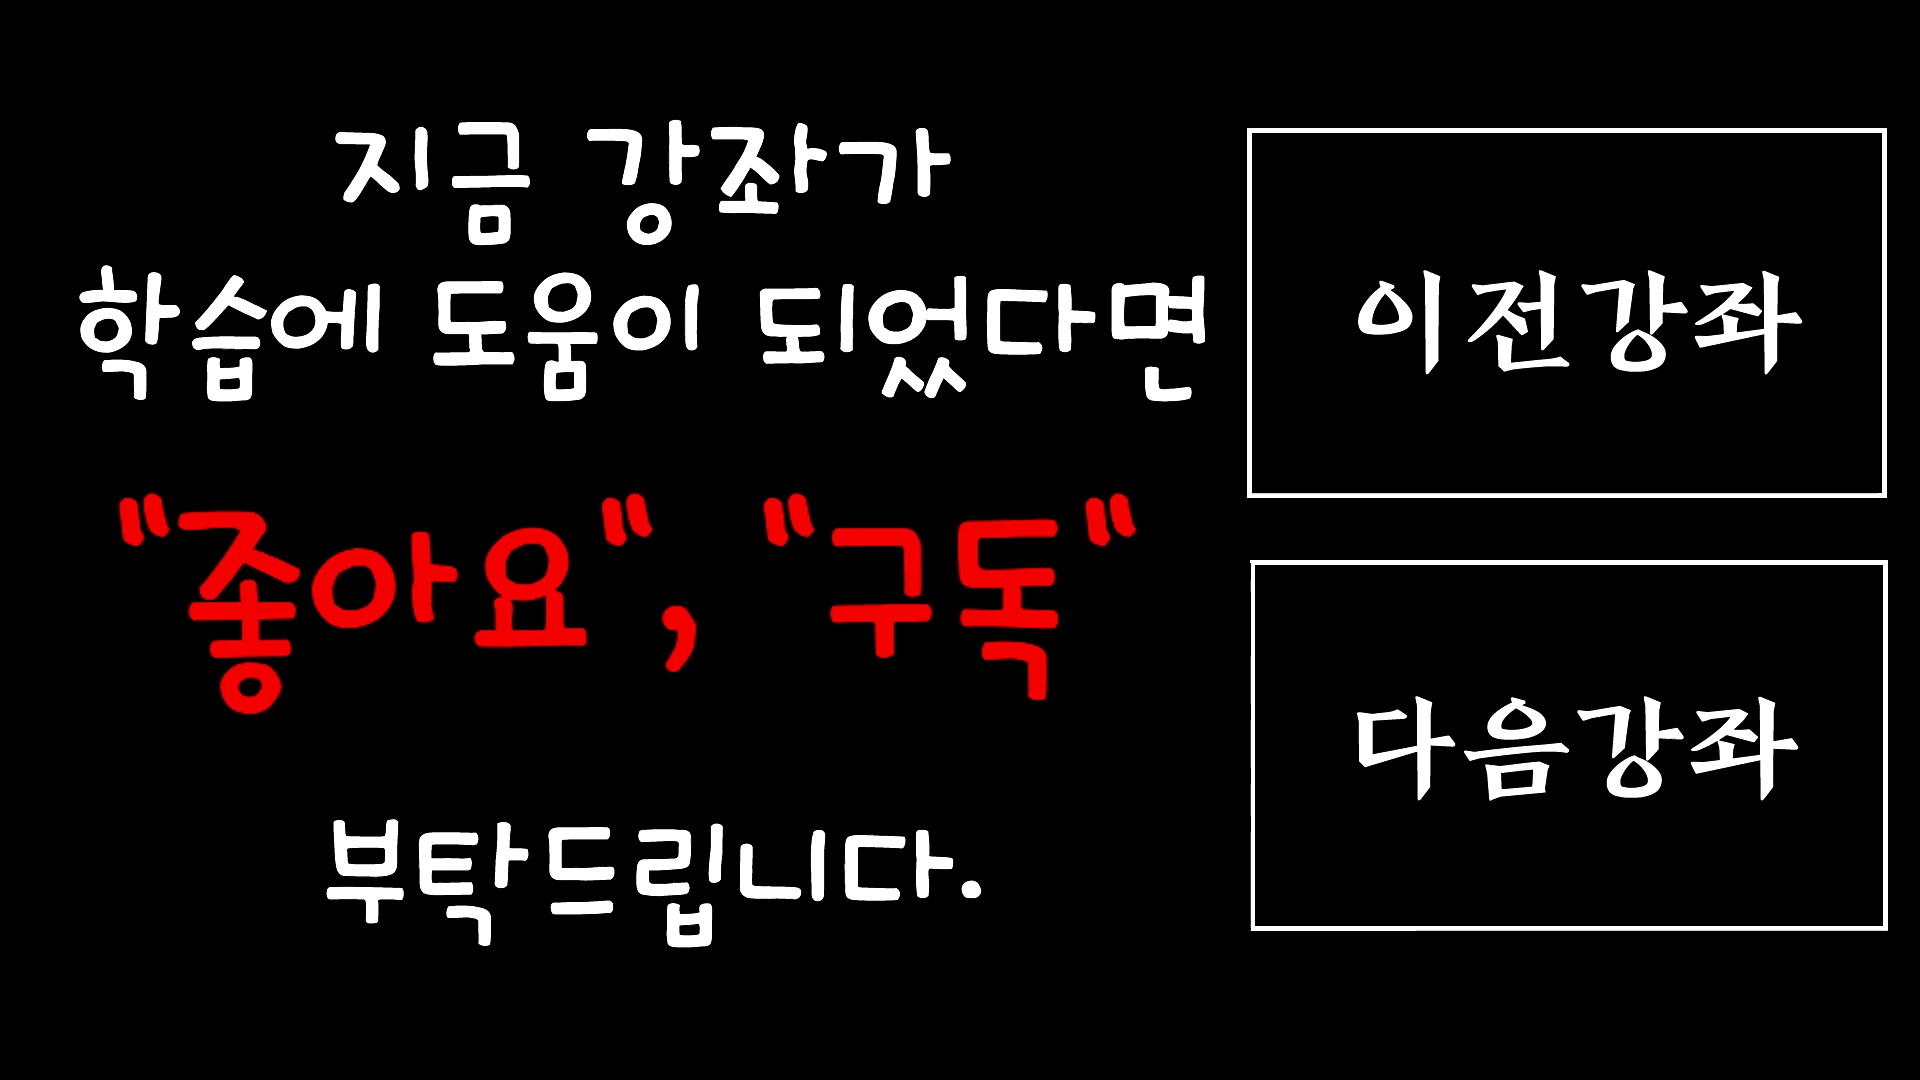 지금 강좌가
학습에 도움이 되었다면
"좋아요", "구독"
부탁드립니다.
이전강좌
다음강좌